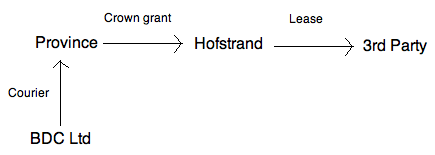 Crown grant
Lease
Province
Hofstrand
3rd Party
Courier
BDC Ltd